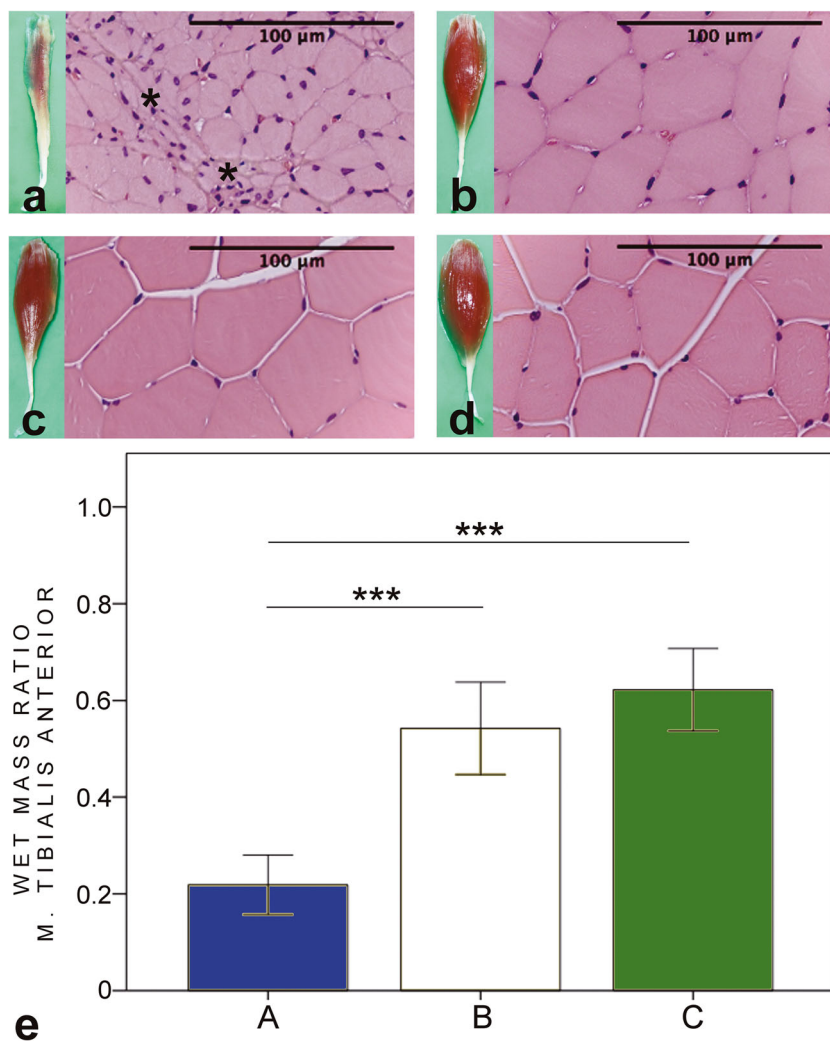 100 µm
*
*
a
100 µm
b
100 µm
c
100 µm
d
WET MASS RATIO
M. TIBIALIS ANTERIOR
1.0
0.8
0.6
0.4
0.2
0
***
***
A
B
C
e